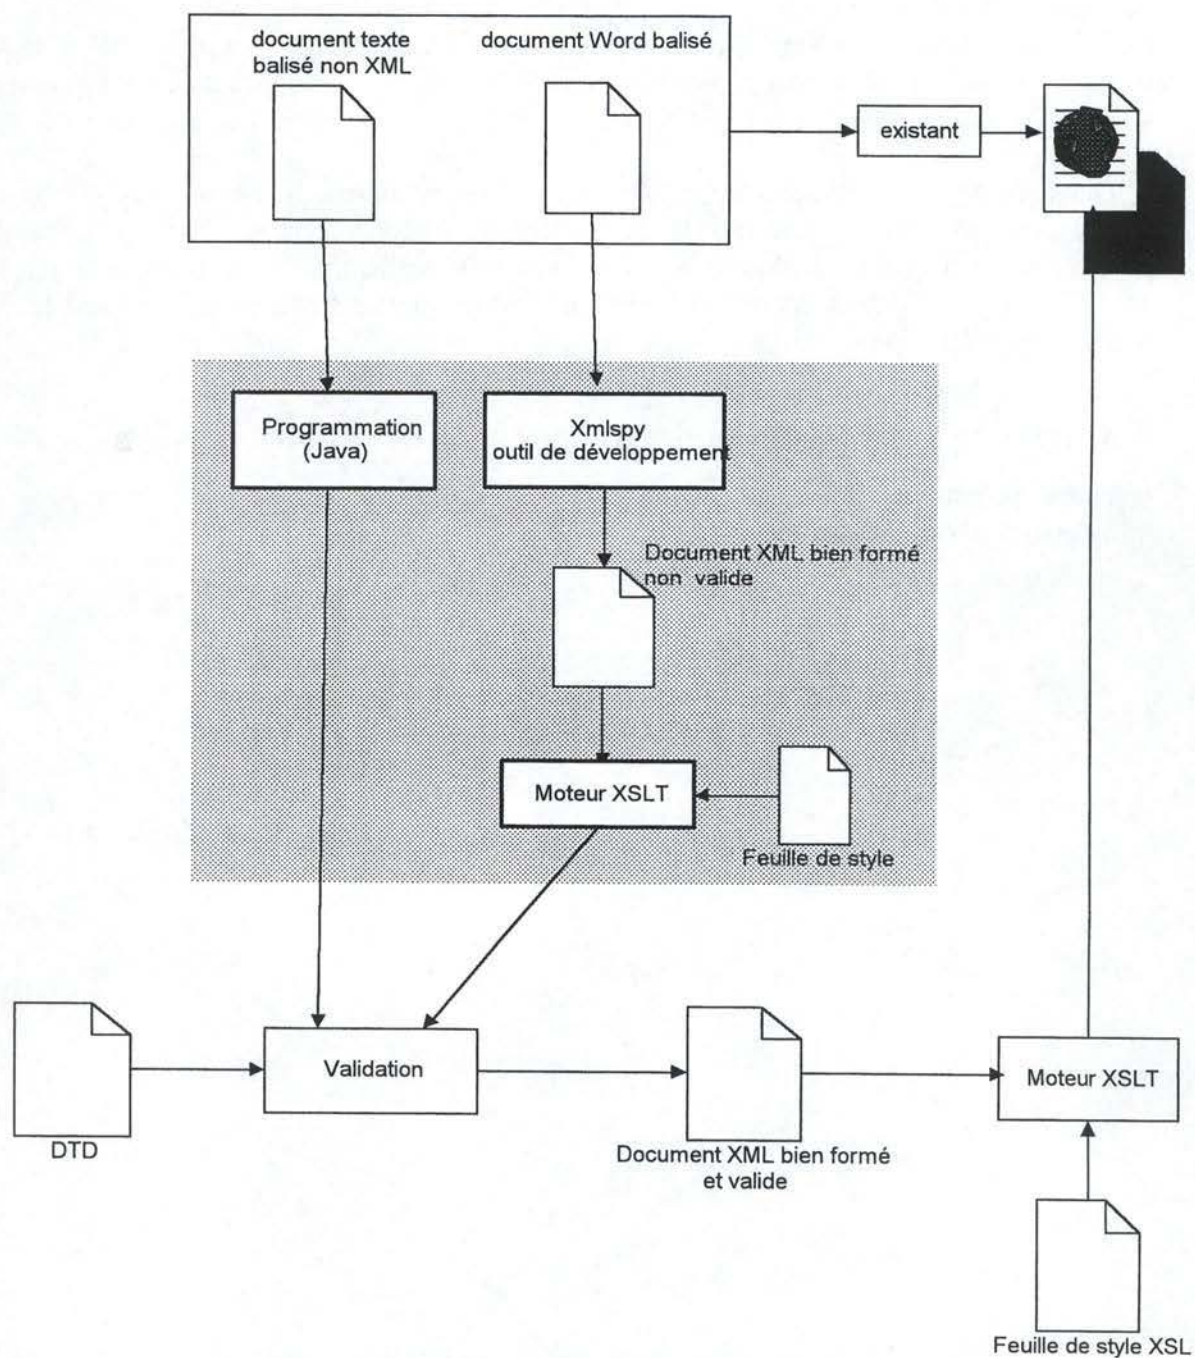 document texte
balisé non XML
document Word balisé
existant
Programmation
(Java)
Xmlspy
outil de développement
Document XML bien formé
non valide
Moteur XSLT
Feuille de style
Validation
DTD
Document XML bien formé
et valide
Moteur XSLT
Feuille de style XSL